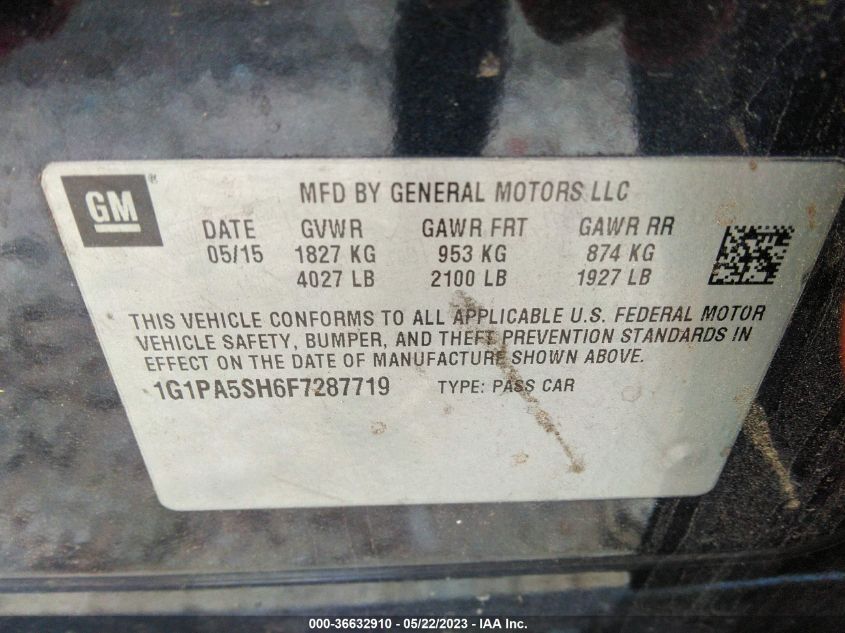 GM ®
MFD BY GENERAL MOTORS LLC
DATE GVWR GAWR FRT GAWR RR
05/15 1827 KG 953 KG 874 KG
4027 LB 2100 LB 1927 LB
THIS VEHICLE CONFORMS TO ALL APPLICABLE U.S. FEDERAL MOTOR
VEHICLE SAFETY, BUMPER, AND THEFT PREVENTION STANDARDS IN
EFFECT ON THE DATE OF MANUFACTURE SHOWN ABOVE.
1G1PA5SH6F7287719 TYPE: PASS CAR
000-36632910 - 05/22/2023 - IAA Inc.